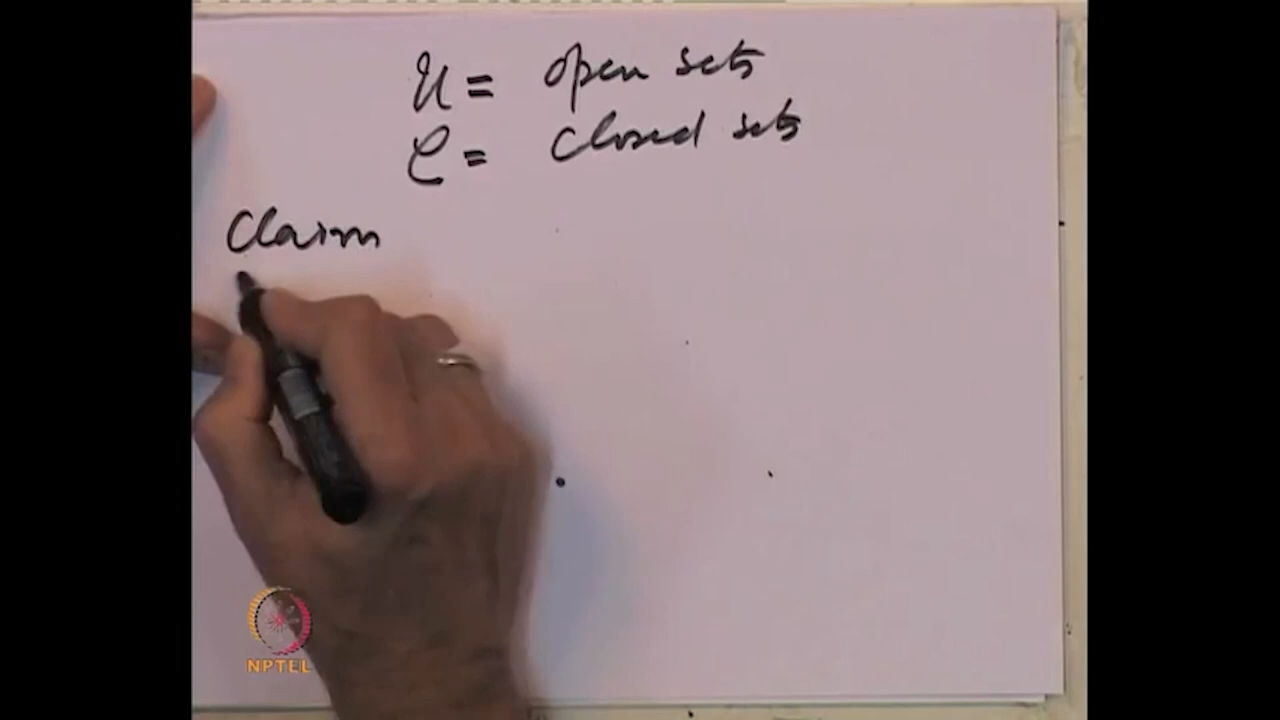 𝒰 = open sets
𝒞 = closed sets
Claim
NPTEL